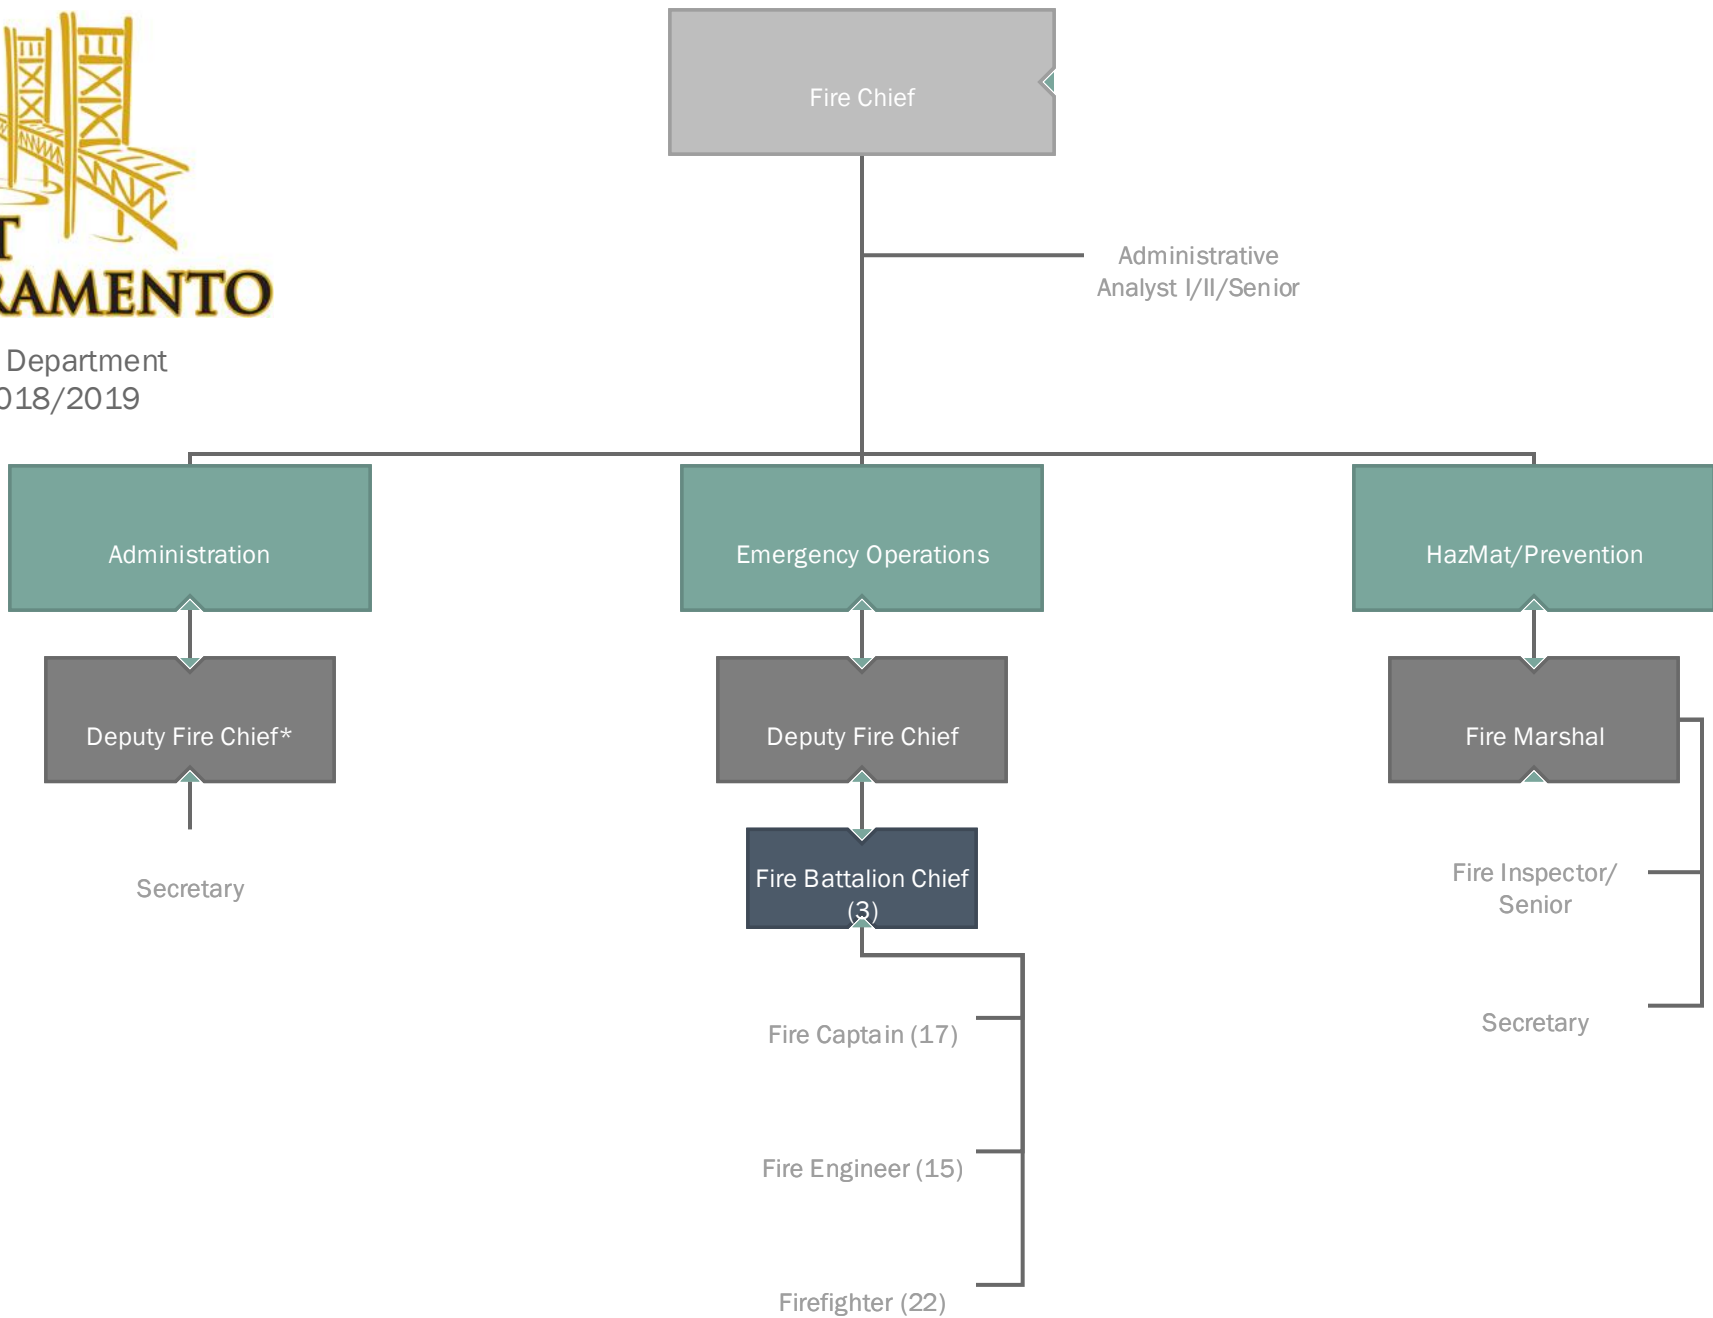 Fire Chief
Administrative
Analyst I/II/Senior
Department
2018/2019
Administration
Emergency Operations
HazMat/Prevention
Deputy Fire Chief*
Deputy Fire Chief
Fire Marshal
Secretary
Fire Battalion Chief
(3)
Fire Inspector/
Senior
Fire Captain (17)
Secretary
Fire Engineer (15)
Firefighter (22)